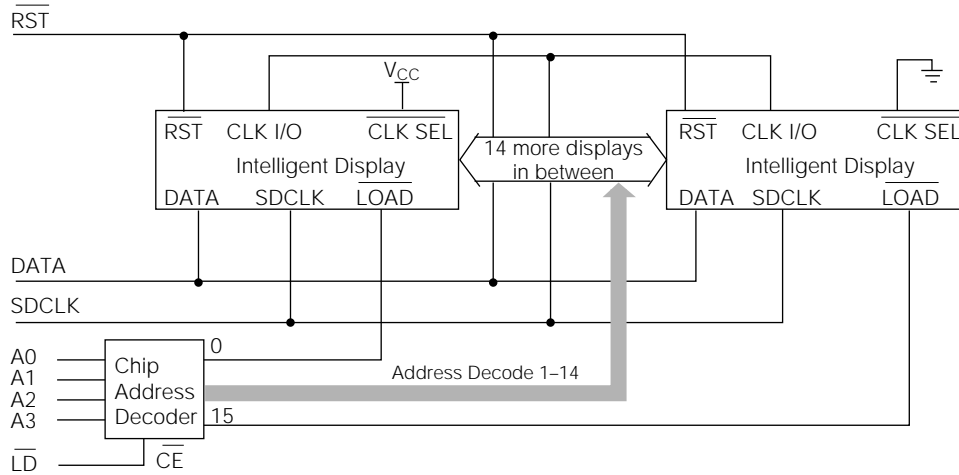 RST
VCC
RST CLK I/O CLK SEL
Intelligent Display
DATA SDCLK LOAD
14 more displays
in between
RST CLK I/O CLK SEL
Intelligent Display
DATA SDCLK LOAD
DATA
SDCLK
A0
A1
A2
A3
Chip
Address
Decoder
0
Address Decode 1–14
15
LD
CE